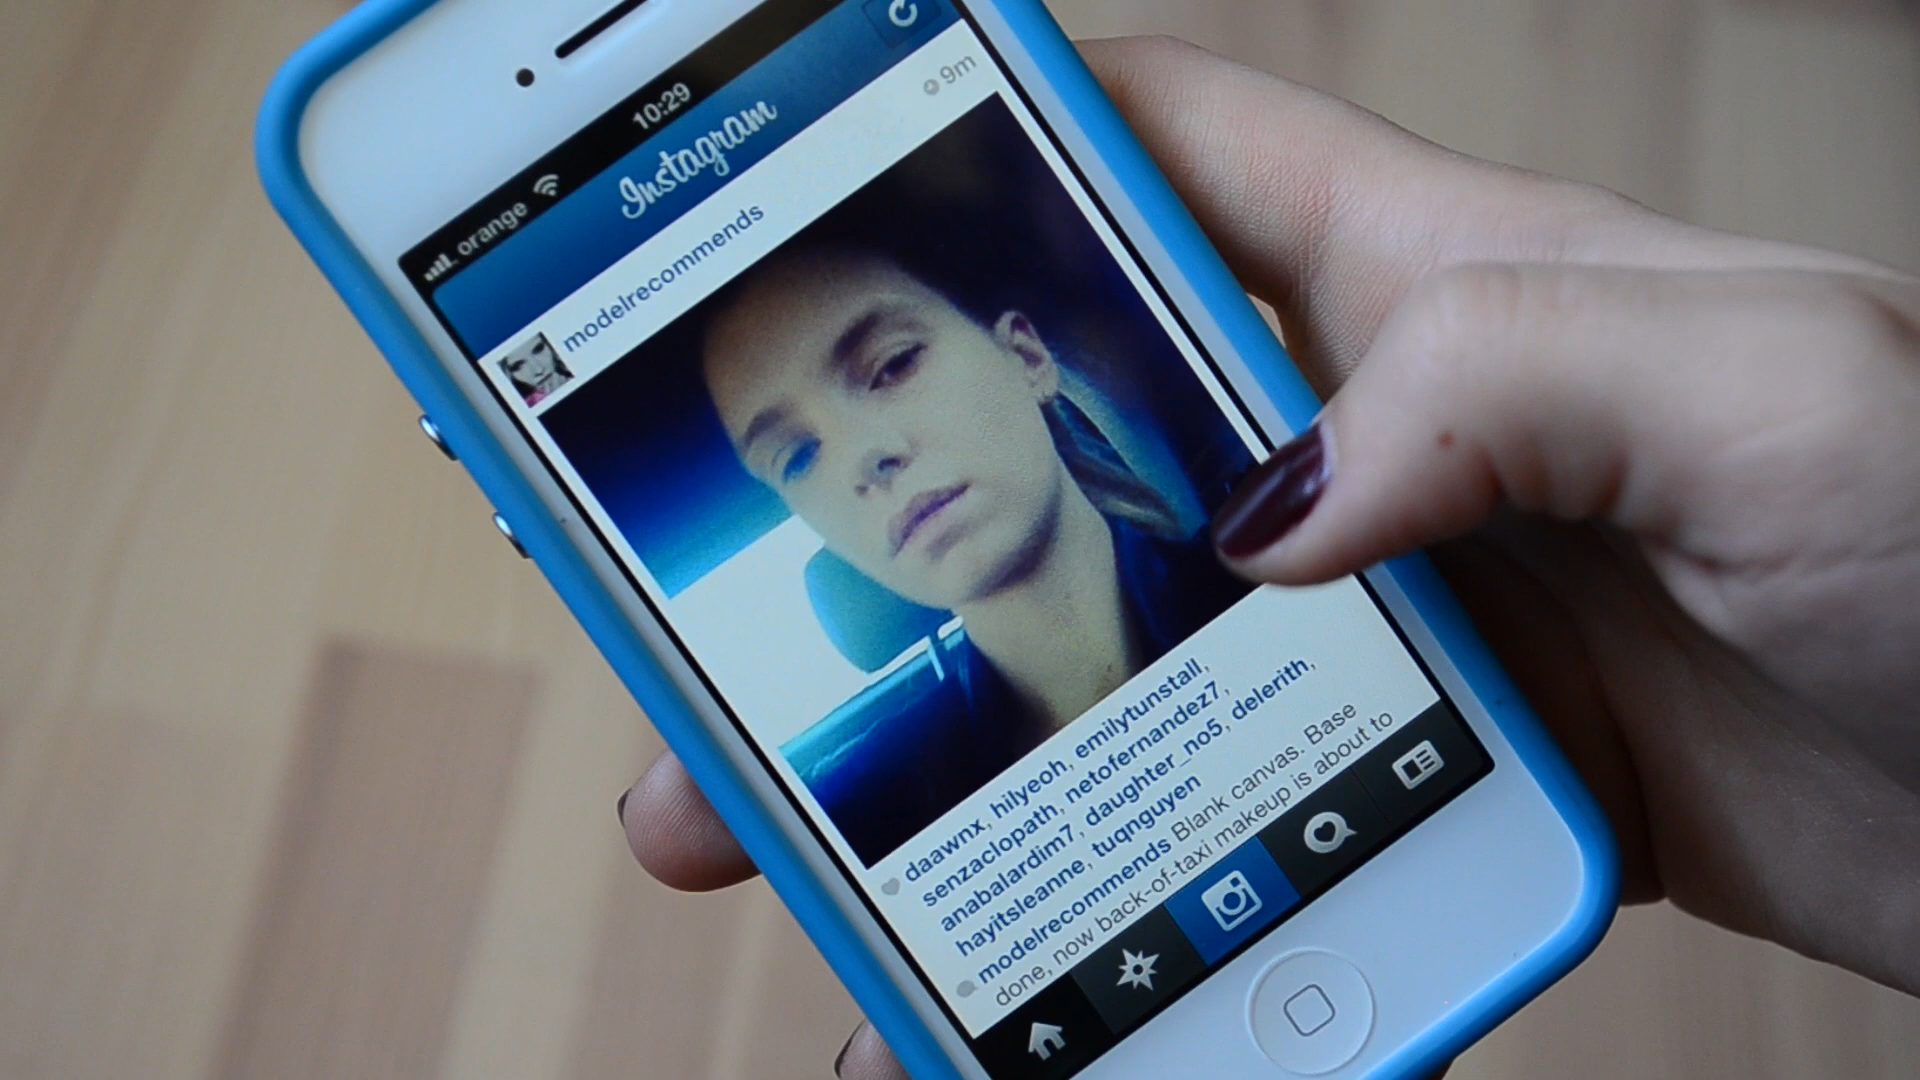 orange 10:29
Instagram
modelrecommends 9m
daawnx, hilyeoh, emilytunstall,
senzaclopath, netofernandez7,
anabalardim7, daughter_no5, delerith,
hayitsleanne, tuqnguyen
modelrecommends Blank canvas. Base
done, now back-of-taxi makeup is about to